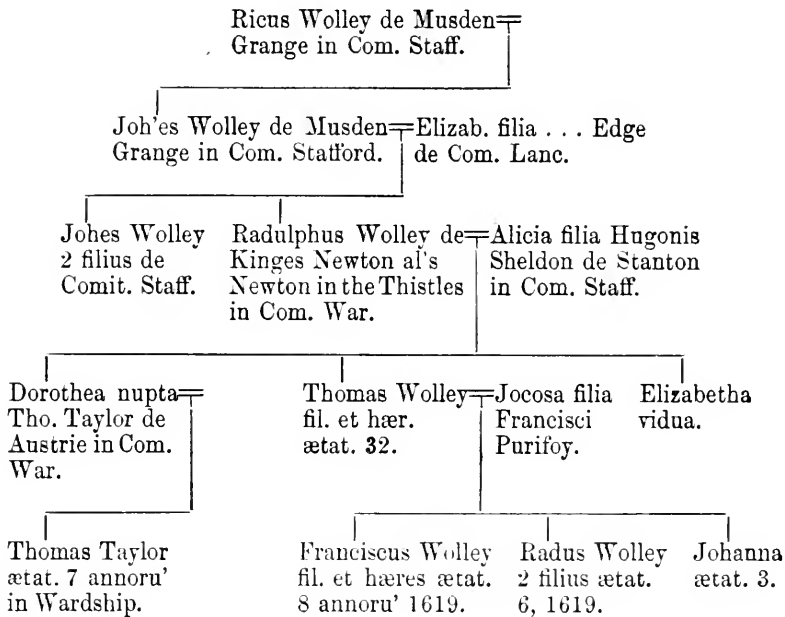 Ricus Wolley de Musden
Grange in Com. Staff.
Joh'es Wolley de Musden
Grange in Com. Stafford.
Elizab. filia . . . Edge
de Com. Lanc.
Johes Wolley
2 filius de
Comit. Staff.
Radulphus Wolley de
Kinges Newton al's
Newton in the Thistles
in Com. War.
Alicia filia Hugonis
Sheldon de Stanton
in Com. Staff.
Dorothea nupta
Tho. Taylor de
Austrie in Com.
War.
Thomas Wolley
fil. et hær.
ætat. 32.
Jocosa filia
Francisci
Purifoy.
Elizabetha
vidua.
Thomas Taylor
ætat. 7 annoru'
in Wardship.
Franciscus Wolley
fil. et hæres ætat.
8 annoru' 1619.
Radus Wolley
2 filius ætat.
6, 1619.
Johanna
ætat. 3.